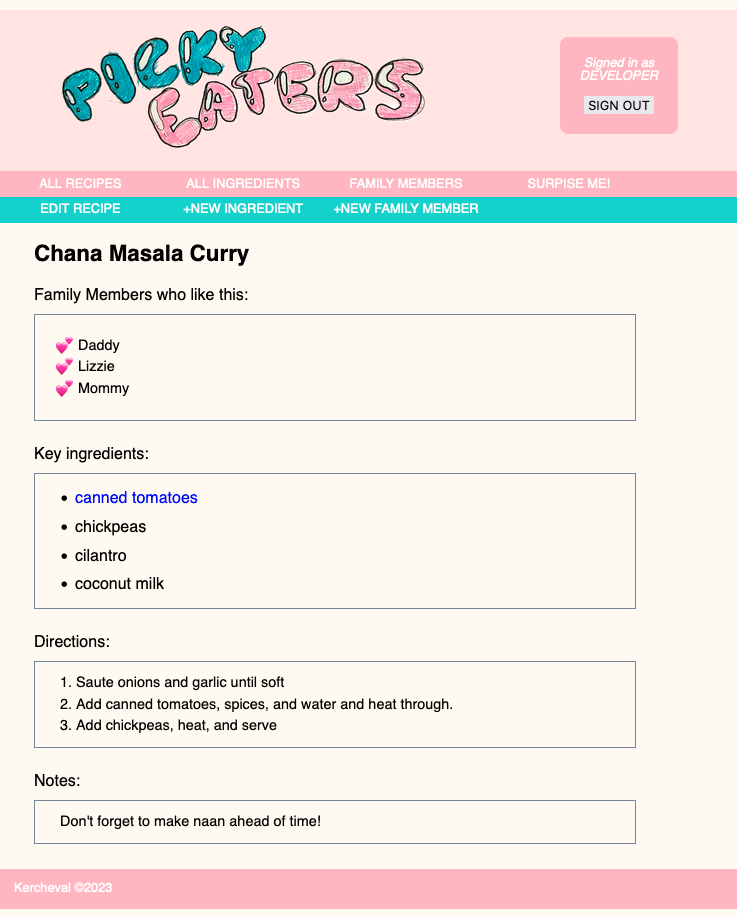 PICKY
EATERS
Signed in as
DEVELOPER
SIGN OUT
ALL RECIPES ALL INGREDIENTS FAMILY MEMBERS SURPISE ME!
EDIT RECIPE +NEW INGREDIENT +NEW FAMILY MEMBER
Chana Masala Curry
Family Members who like this:
💕 Daddy
💕 Lizzie
💕 Mommy
Key ingredients:
• canned tomatoes
• chickpeas
• cilantro
• coconut milk
Directions:
1. Saute onions and garlic until soft
2. Add canned tomatoes, spices, and water and heat through.
3. Add chickpeas, heat, and serve
Notes:
Don't forget to make naan ahead of time!
Kercheval ©2023